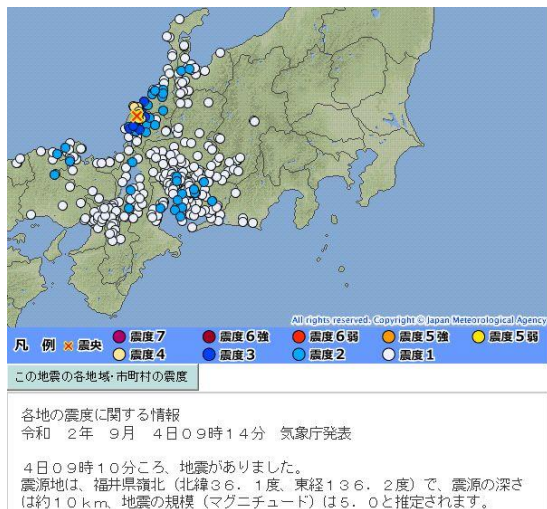 All rights reserved. Copyright © Japan Meteorological Agency
凡 例 × 震央 震度7 震度6強 震度6弱 震度5強 震度5弱
震度4 震度3 震度2 震度1
この地震の各地域・市町村の震度
各地の震度に関する情報
令和 2年 9月 4日09時14分 気象庁発表
4日09時10分ころ、地震がありました。
震源地は、福井県嶺北（北緯36．1度、東経136．2度）で、震源の深さ
は約10km、地震の規模（マグニチュード）は5．0と推定されます。